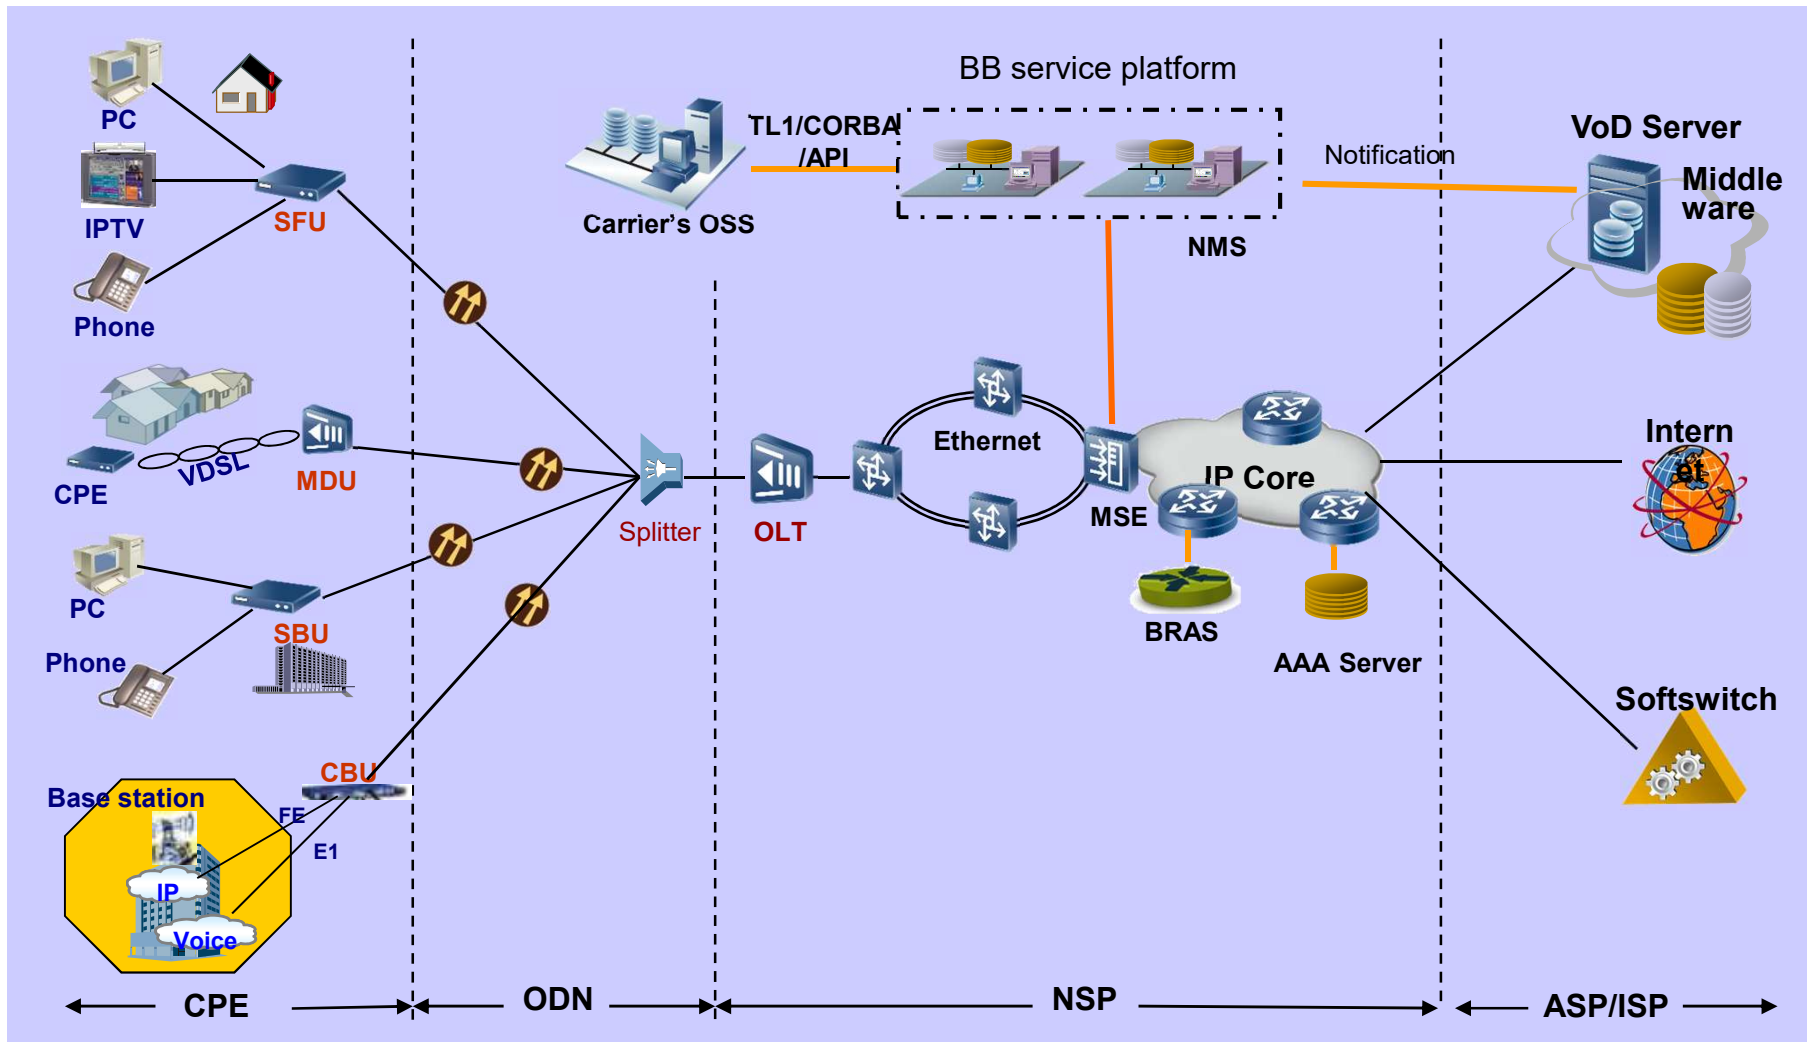 BB service platform
PC
TL1/CORBA
/API
VoD Server
Notification
Middle
ware
IPTV
SFU
Carrier’s OSS
NMS
Phone
Ethernet
Intern
et
VDSL
CPE
MDU
IP Core
MSE
Splitter
OLT
PC
SBU
BRAS
Phone
AAA Server
Softswitch
CBU
Base station
FE
E1
IP
Voice
CPE
ODN
NSP
ASP/ISP